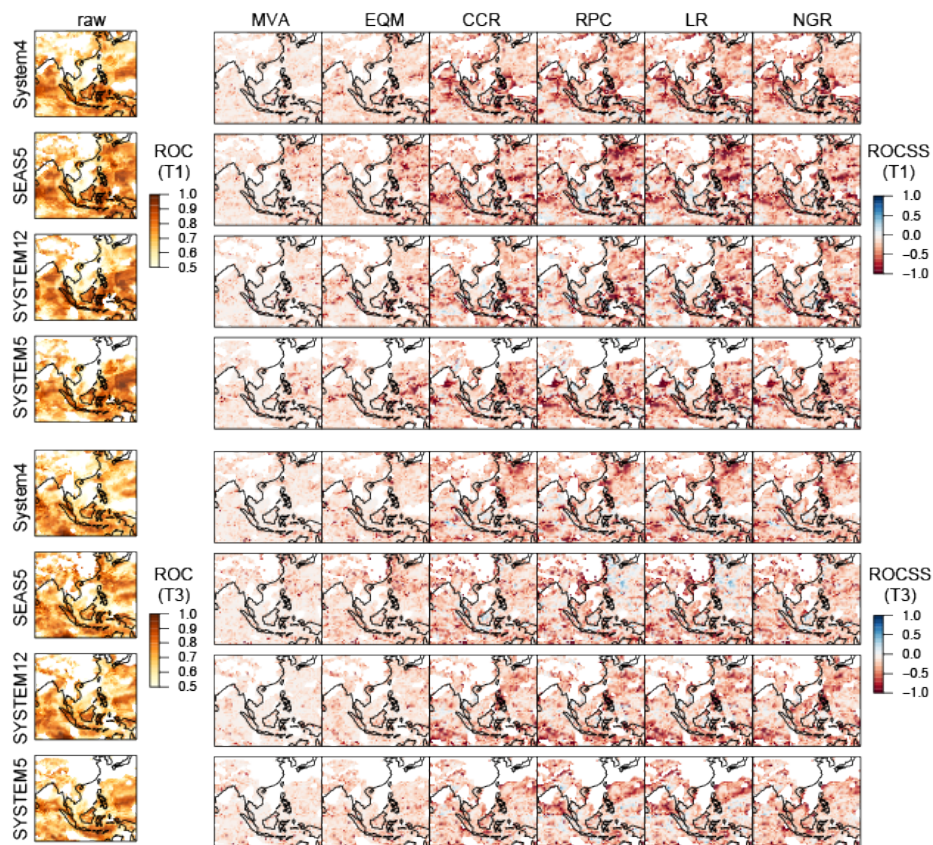 raw MVA EQM CCR RPC LR NGR
System4
SEAS5
SYSTEM12
SYSTEM5
ROC
(T1)
1.0
0.9
0.8
0.7
0.6
0.5
ROCSS
(T1)
1.0
0.5
0.0
−0.5
−1.0
System4
SEAS5
SYSTEM12
SYSTEM5
ROC
(T3)
1.0
0.9
0.8
0.7
0.6
0.5
ROCSS
(T3)
1.0
0.5
0.0
−0.5
−1.0